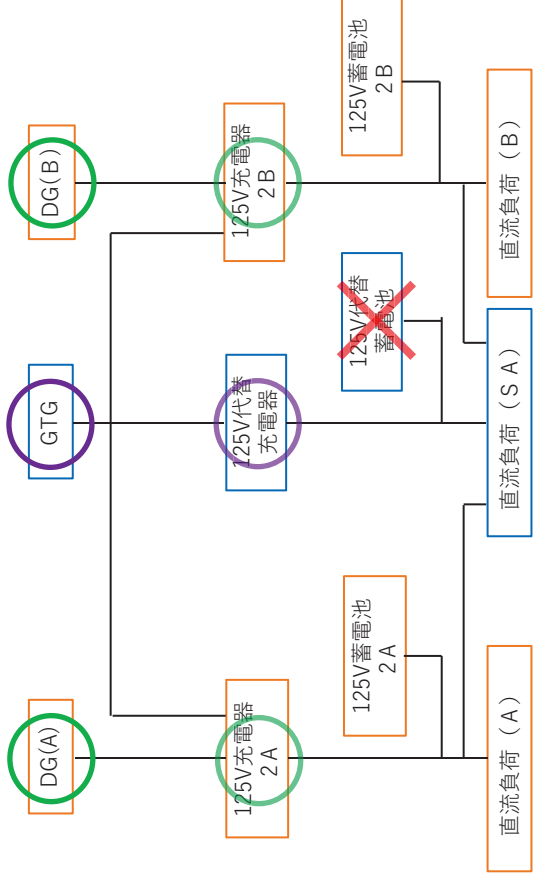 DG(A)
GTG
DG(B)
125V充電器
2A
125V代替
充電器
125V充電器
2B
125V蓄電池
2A
125V代替
蓄電池
125V蓄電池
2B
直流負荷（A）
直流負荷（SA）
直流負荷（B）